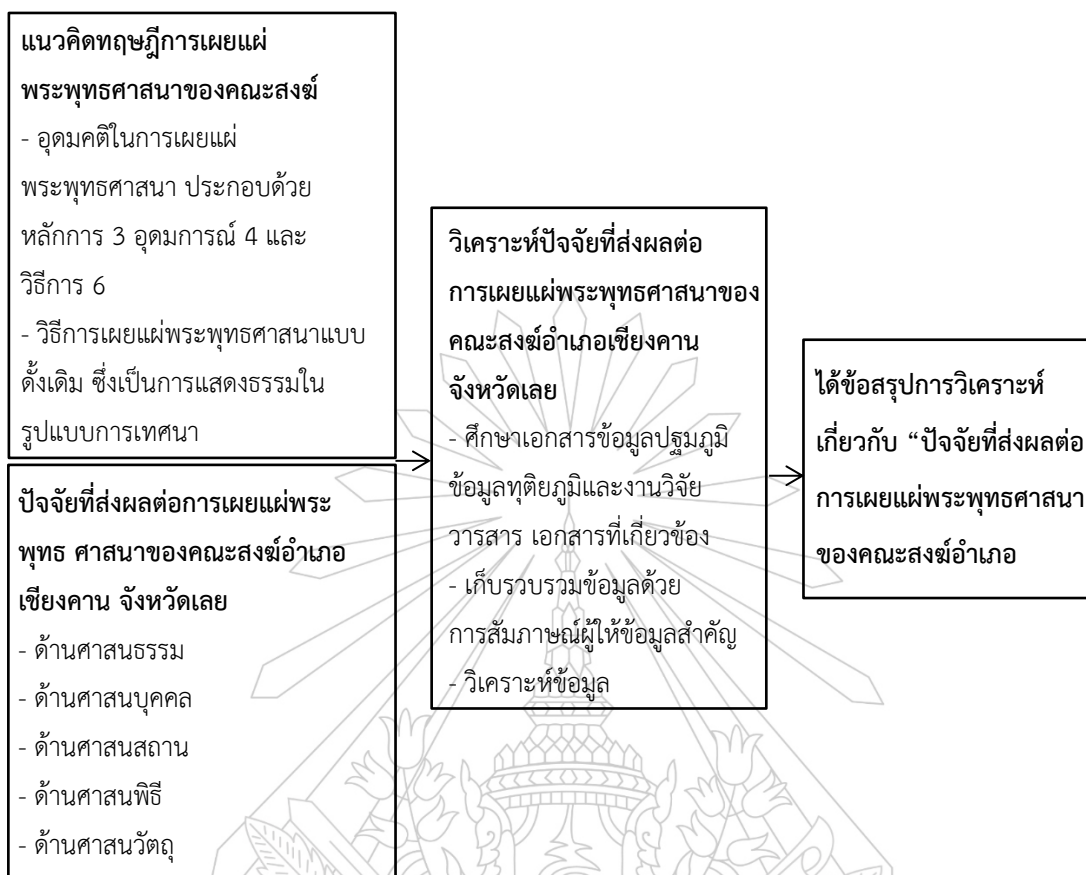 แนวคิดทฤษฎีการเผยแผ่
พระพุทธศาสนาของคณะสงฆ์
- อุดมคติในการเผยแผ่
พระพุทธศาสนา ประกอบด้วย
หลักการ 3 อุดมการณ์ 4 และ
วิธีการ 6
- วิธีการเผยแผ่พระพุทธศาสนาแบบ
ดั้งเดิม ซึ่งเป็นการแสดงธรรมใน
รูปแบบการเทศนา
ปัจจัยที่ส่งผลต่อการเผยแผ่พระ
พุทธ ศาสนาของคณะสงฆ์อำเภอ
เชียงคาน จังหวัดเลย
- ด้านศาสนธรรม
- ด้านศาสนบุคคล
- ด้านศาสนสถาน
- ด้านศาสนพิธี
- ด้านศาสนวัตถุ
วิเคราะห์ปัจจัยที่ส่งผลต่อ
การเผยแผ่พระพุทธศาสนาของ
คณะสงฆ์อำเภอเชียงคาน
จังหวัดเลย
- ศึกษาเอกสารข้อมูลปฐมภูมิ
ข้อมูลทุติยภูมิและงานวิจัย
วารสาร เอกสารที่เกี่ยวข้อง
- เก็บรวบรวมข้อมูลด้วย
การสัมภาษณ์ผู้ให้ข้อมูลสำคัญ
- วิเคราะห์ข้อมูล
ได้ข้อสรุปการวิเคราะห์
เกี่ยวกับ “ปัจจัยที่ส่งผลต่อ
การเผยแผ่พระพุทธศาสนา
ของคณะสงฆ์อำเภอ